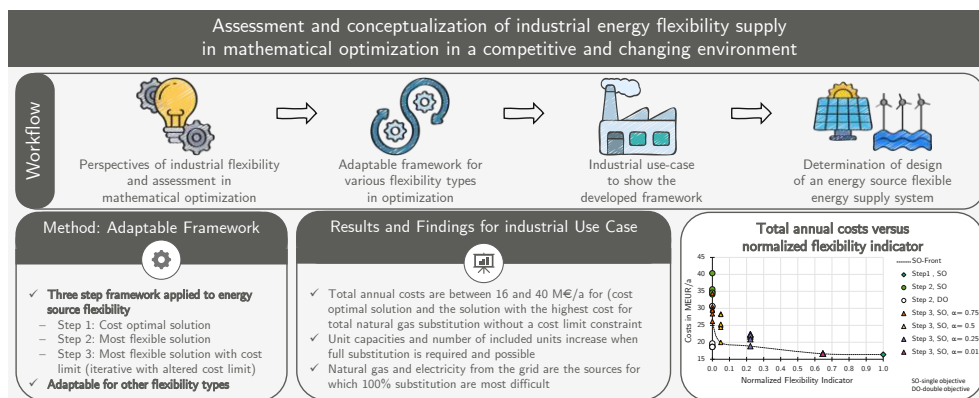 Assessment and conceptualization of industrial energy flexibility supply
in mathematical optimization in a competitive and changing environment
Workflow
Perspectives of industrial flexibility
and assessment in
mathematical optimization
Adaptable framework for
various flexibility types
in optimization
Industrial use-case
to show the
developed framework
Determination of design
of an energy source flexible
energy supply system
Method: Adaptable Framework
✓ Three step framework applied to energy
source flexibility
– Step 1: Cost optimal solution
– Step 2: Most flexible solution
– Step 3: Most flexible solution with cost
limit (iterative with altered cost limit)
✓ Adaptable for other flexibility types
Results and Findings for industrial Use Case
✓ Total annual costs are between 16 and 40 M€/a for (cost
optimal solution and the solution with the highest cost for
total natural gas substitution without a cost limit constraint
✓ Unit capacities and number of included units increase when
full substitution is required and possible
✓ Natural gas and electricity from the grid are the sources for
which 100% substitution are most difficult
Total annual costs versus
normalized flexibility indicator
Costs in MEUR/a
45
40
35
30
25
20
15
0.0 0.1 0.2 0.3 0.4 0.5 0.6 0.7 0.8 0.9 1.0
Normalized Flexibility Indicator
SO-Front
Step1 , SO
Step 2, SO
Step 2, DO
Step 3, SO, α= 0.75
Step 3, SO, α= 0.5
Step 3, SO, α= 0.25
Step 3, SO, α= 0.01
SO-single objective
DO-double objective